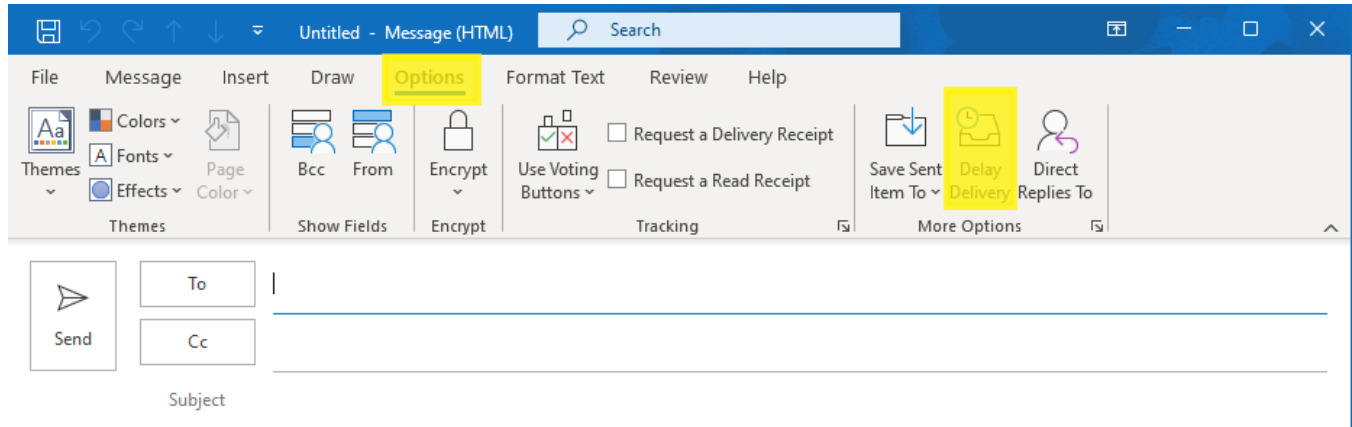 Untitled - Message (HTML) Search
File Message Insert Draw Options Format Text Review Help
Aa Colors
A Fonts
Effects
Themes
Page
Color
Themes
Bcc From
Show Fields
Encrypt
Encrypt
Use Voting
Buttons
Request a Delivery Receipt
Request a Read Receipt
Tracking
Save Sent
Item To
Delay
Delivery
Direct
Replies To
More Options
Send
To
Cc
Subject